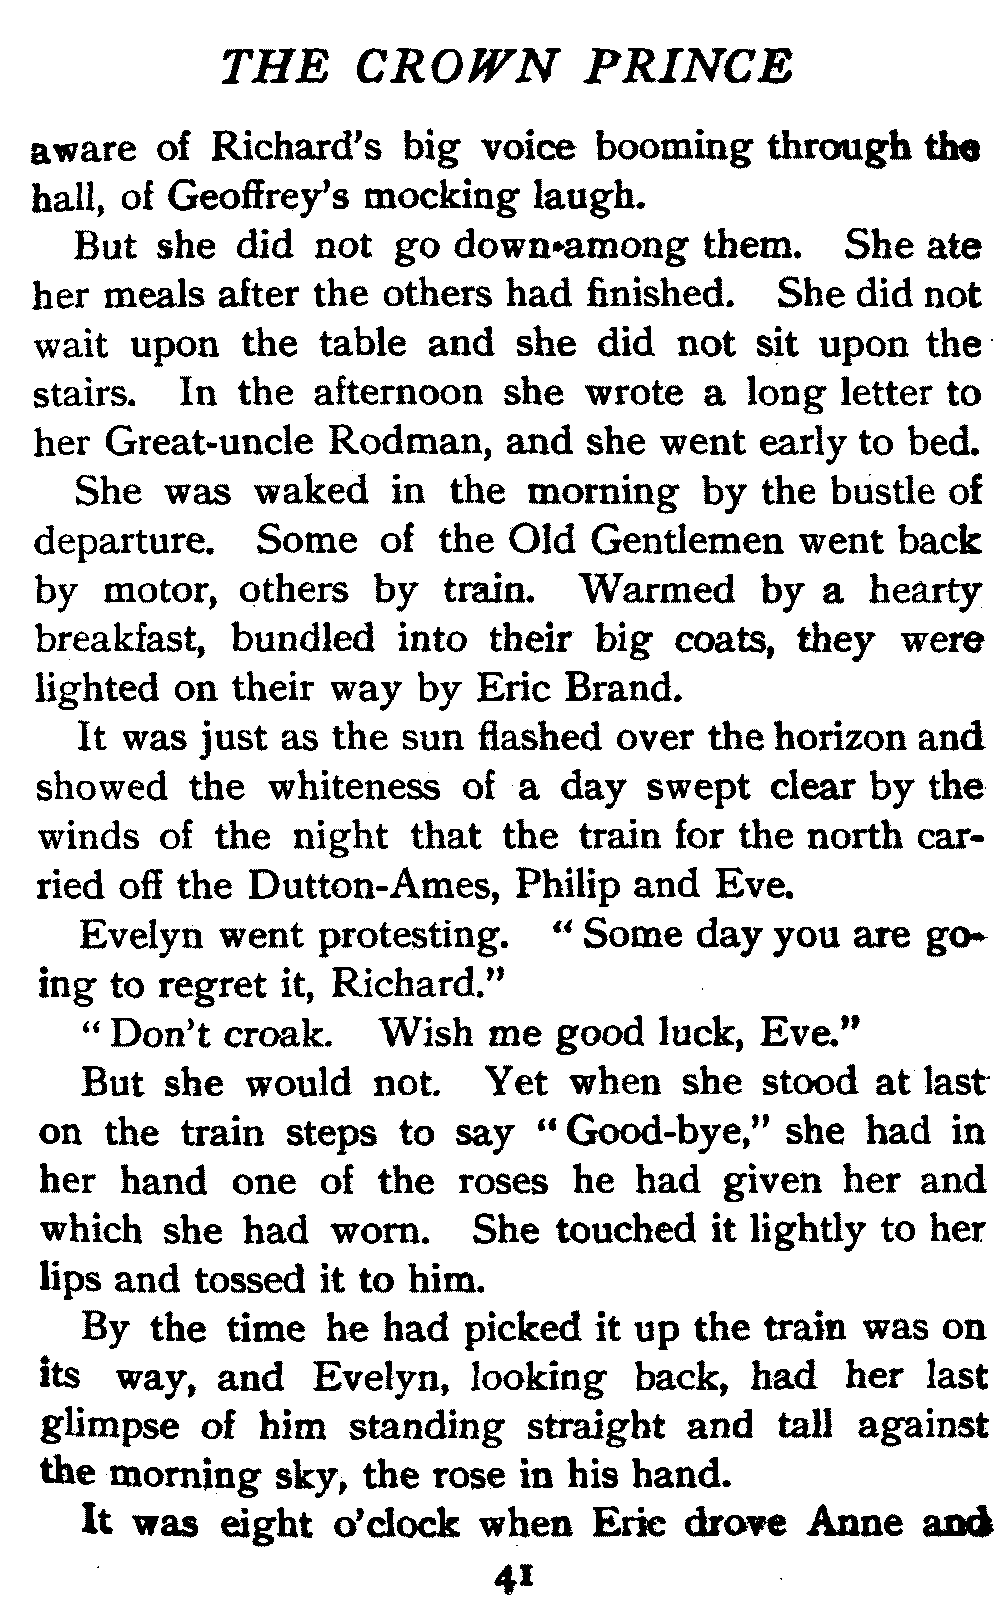 THE CROWN PRINCE
aware of Richard's big voice booming through the
hall, of Geoffrey's mocking laugh.
But she did not go down among them. She ate
her meals after the others had finished. She did not
wait upon the table and she did not sit upon the
stairs. In the afternoon she wrote a long letter to
her Great-uncle Rodman, and she went early to bed.
She was waked in the morning by the bustle of
departure. Some of the Old Gentlemen went back
by motor, others by train. Warmed by a hearty
breakfast, bundled into their big coats, they were
lighted on their way by Eric Brand.
It was just as the sun flashed over the horizon and
showed the whiteness of a day swept clear by the
winds of the night that the train for the north car-
ried off the Dutton-Ames, Philip and Eve.
Evelyn went protesting. "Some day you are go-
ing to regret it, Richard."
"Don't croak. Wish me good luck, Eve."
But she would not. Yet when she stood at last
on the train steps to say "Good-bye," she had in
her hand one of the roses he had given her and
which she had worn. She touched it lightly to her
lips and tossed it to him.
By the time he had picked it up the train was on
its way, and Evelyn, looking back, had her last
glimpse of him standing straight and tall against
the morning sky, the rose in his hand.
It was eight o'clock when Eric drove Anne and
41